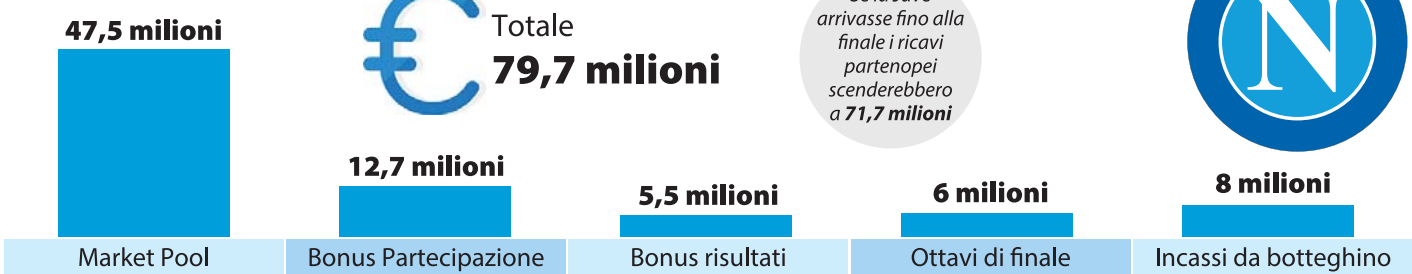 47,5 milioni
Totale
79,7 milioni
arrivasse fino alla
finale i ricavi
partenopei
scenderebbero
a 71,7 milioni
N
12,7 milioni
5,5 milioni
6 milioni
8 milioni
Market Pool
Bonus Partecipazione
Bonus risultati
Ottavi di finale
Incassi da botteghino